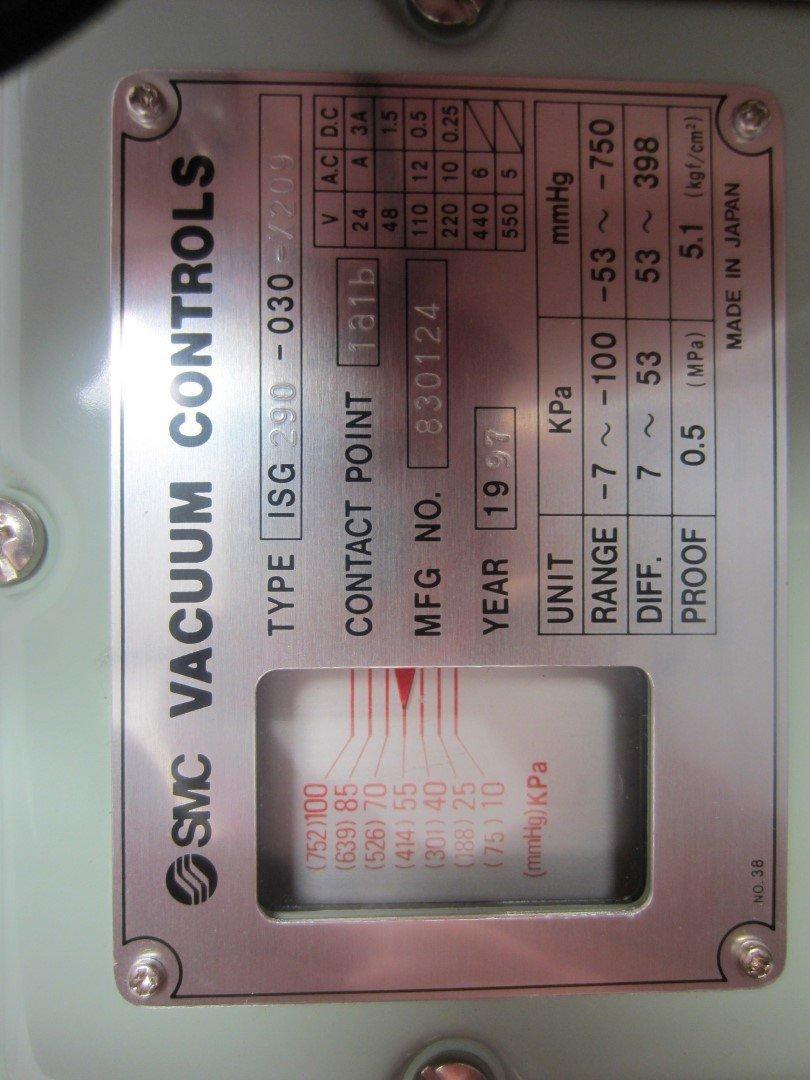 SMC VACUUM CONTROLS
TYPE ISG 290 -030 -X209
CONTACT POINT 1a1b
MFG NO. 830124
YEAR 19 97
V A.C D.C
24 A 3A
48 1.5
110 12 0.5
220 10 0.25
440 6
550 5
UNIT KPa mmHg
RANGE -7 ~ -100 -53 ~ -750
DIFF. 7 ~ 53 53 ~ 398
PROOF 0.5 (MPa) 5.1 (kgf/cm²)
MADE IN JAPAN
(752)100
(639) 85
(526) 70
(414) 55
(301) 40
(188) 25
(75) 10
(mmHg)KPa
NO.38